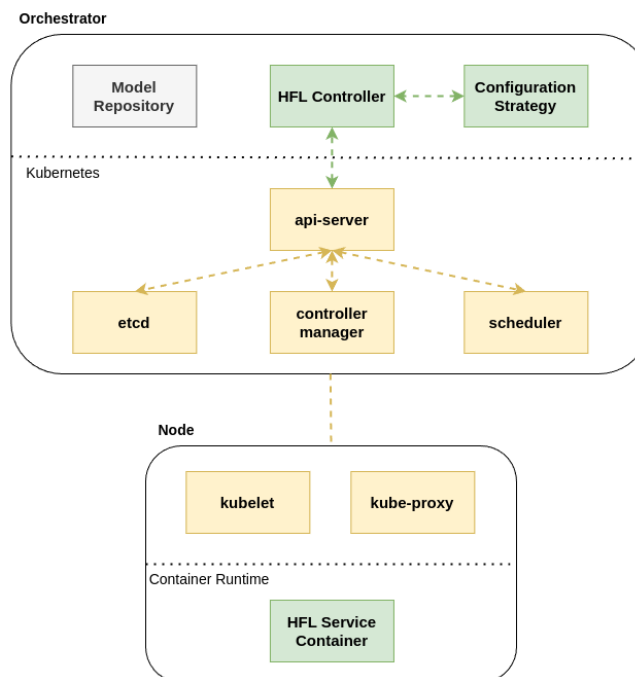 Orchestrator
Model
Repository
HFL Controller
Configuration
Strategy
Kubernetes
api-server
etcd
controller
manager
scheduler
Node
kubelet
kube-proxy
Container Runtime
HFL Service
Container